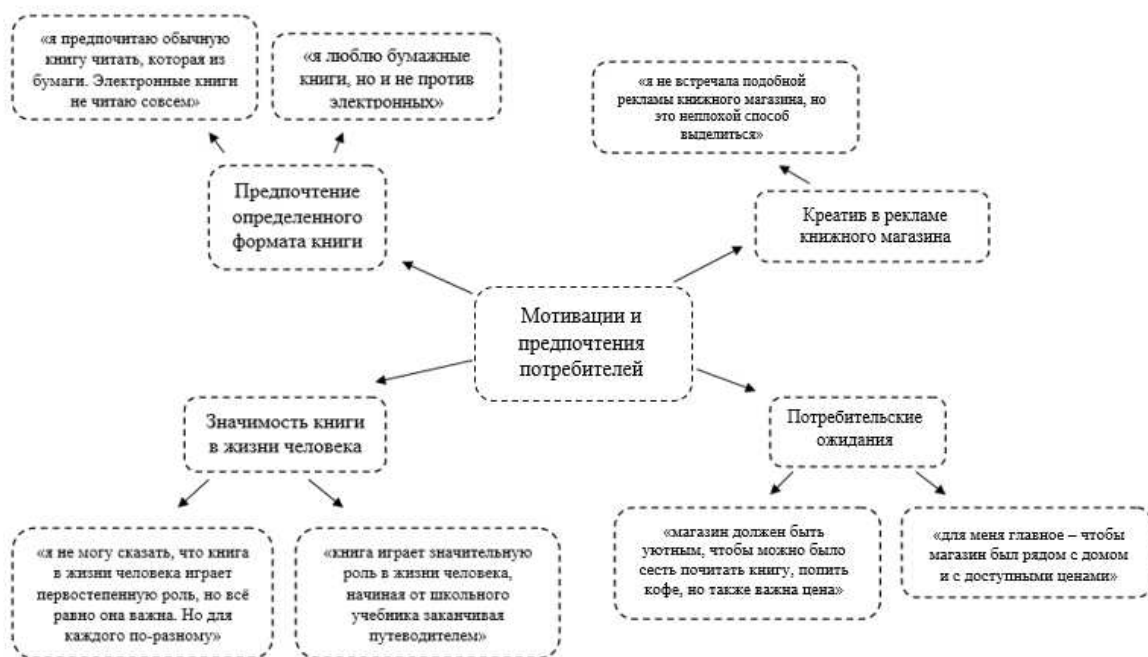 «я предпочитаю обычную
книгу читать, которая из
бумаги. Электронные книги
не читаю совсем»
«я люблю бумажные
книги, но и не против
электронных»
«я не встречала подобной
рекламы книжного магазина, но
это неплохой способ
выделиться»
Предпочтение
определенного
формата книги
Креатив в рекламе
книжного магазина
Мотивации и
предпочтения
потребителей
Значимость книги
в жизни человека
Потребительские
ожидания
«я не могу сказать, что книга
в жизни человека играет
первостепенную роль, но всё
равно она важна. Но для
каждого по-разному»
«книга играет значительную
роль в жизни человека,
начиная от школьного
учебника заканчивая
путеводителем»
«магазин должен быть
уютным, чтобы можно было
сесть почитать книгу, попить
кофе, но также важна цена»
«для меня главное – чтобы
магазин был рядом с домом
и с доступными ценами»